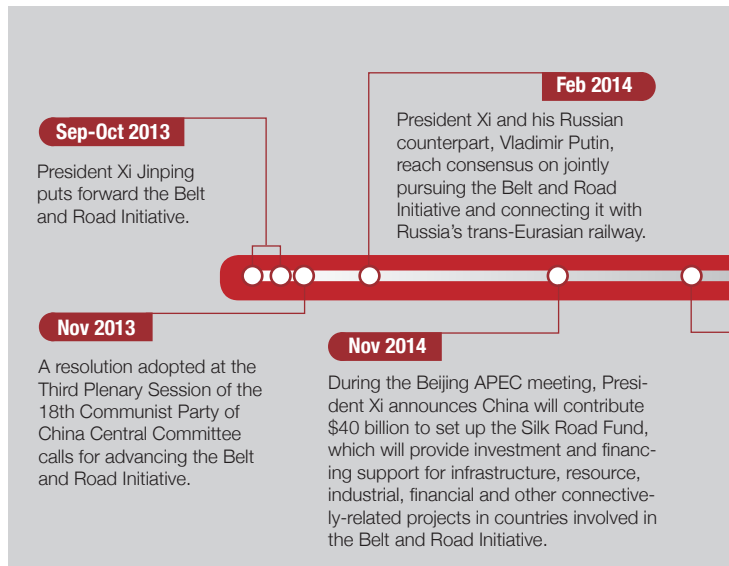 Sep-Oct 2013
President Xi Jinping
puts forward the Belt
and Road Initiative.
Nov 2013
A resolution adopted at the
Third Plenary Session of the
18th Communist Party of
China Central Committee
calls for advancing the Belt
and Road Initiative.
Feb 2014
President Xi and his Russian
counterpart, Vladimir Putin,
reach consensus on jointly
pursuing the Belt and Road
Initiative and connecting it with
Russia’s trans-Eurasian railway.
Nov 2014
During the Beijing APEC meeting, Presi-
dent Xi announces China will contribute
$40 billion to set up the Silk Road Fund,
which will provide investment and financ-
ing support for infrastructure, resource,
industrial, financial and other connective-
ly-related projects in countries involved in
the Belt and Road Initiative.